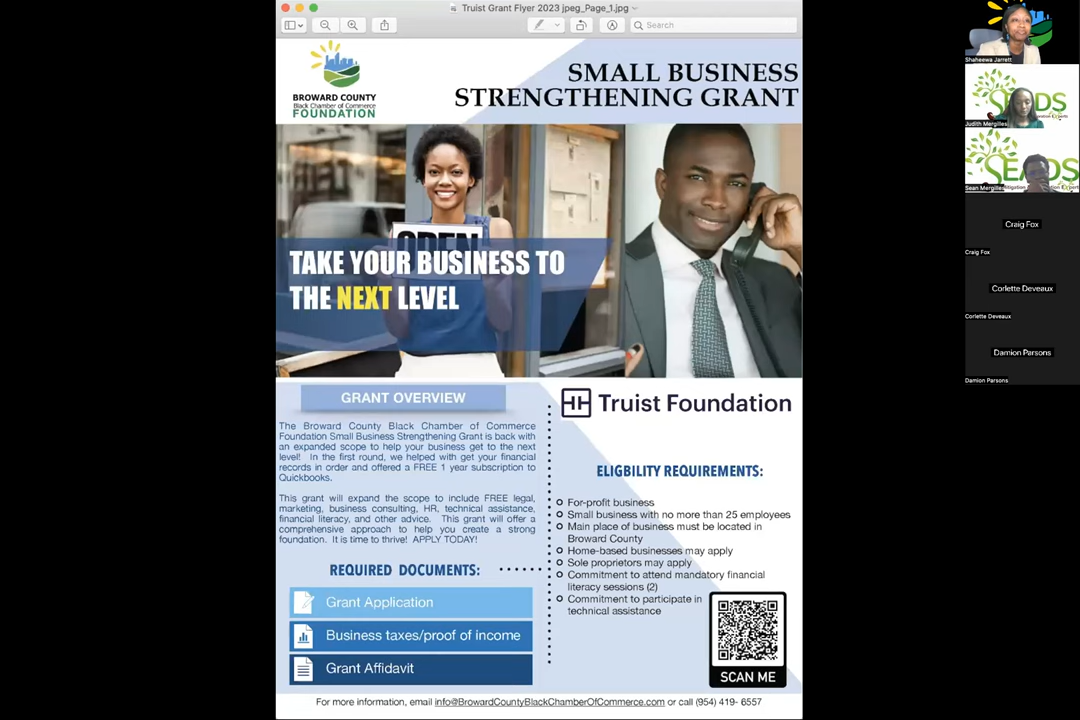 Truist Grant Flyer 2023 jpeg_Page_1.jpg
Search
BROWARD COUNTY
Black Chamber of Commerce
FOUNDATION
SMALL BUSINESS
STRENGTHENING GRANT
OPEN
TAKE YOUR BUSINESS TO
THE NEXT LEVEL
GRANT OVERVIEW
The Broward County Black Chamber of Commerce
Foundation Small Business Strengthening Grant is back with
an expanded scope to help your business get to the next
level! In the first round, we helped with get your financial
records in order and offered a FREE 1 year subscription to
Quickbooks.
This grant will expand the scope to include FREE legal,
marketing, business consulting, HR, technical assistance,
financial literacy, and other advice. This grant will offer a
comprehensive approach to help you create a strong
foundation. It is time to thrive! APPLY TODAY!
REQUIRED DOCUMENTS:
Grant Application
Business taxes/proof of income
Grant Affidavit
Truist Foundation
ELIGBILITY REQUIREMENTS:
For-profit business
Small business with no more than 25 employees
Main place of business must be located in
Broward County
Home-based businesses may apply
Sole proprietors may apply
Commitment to attend mandatory financial
literacy sessions (2)
Commitment to participate in
technical assistance
SCAN ME
For more information, email info@BrowardCountyBlackChamberOfCommerce.com or call (954) 419- 6557
Shaheewa Jarrett
SEADS
Judith Mergilles
SEADS
Sean Mergilles
Craig Fox
Craig Fox
Corlette Deveaux
Corlette Deveaux
Damion Parsons
Damion Parsons